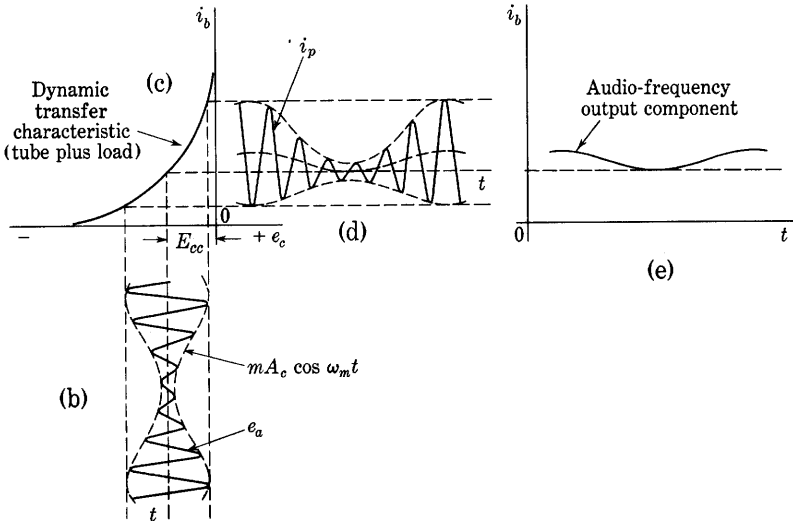 i_b
(c)
Dynamic
transfer
characteristic
(tube plus load)
i_p
0
t
(d)
− E_cc + e_c
(b)
mA_c cos ω_m t
e_a
t
i_b
Audio-frequency
output component
0
t
(e)